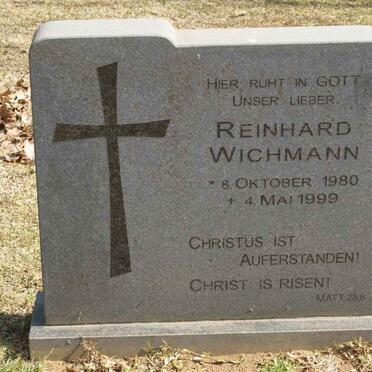 HIER RUHT IN GOTT
UNSER LIEBER
REINHARD
WICHMANN
* 8. OKTOBER 1980
+ 4. MAI 1999
CHRISTUS IST
AUFERSTANDEN!
CHRIST IS RISEN!
MATT. 28,6